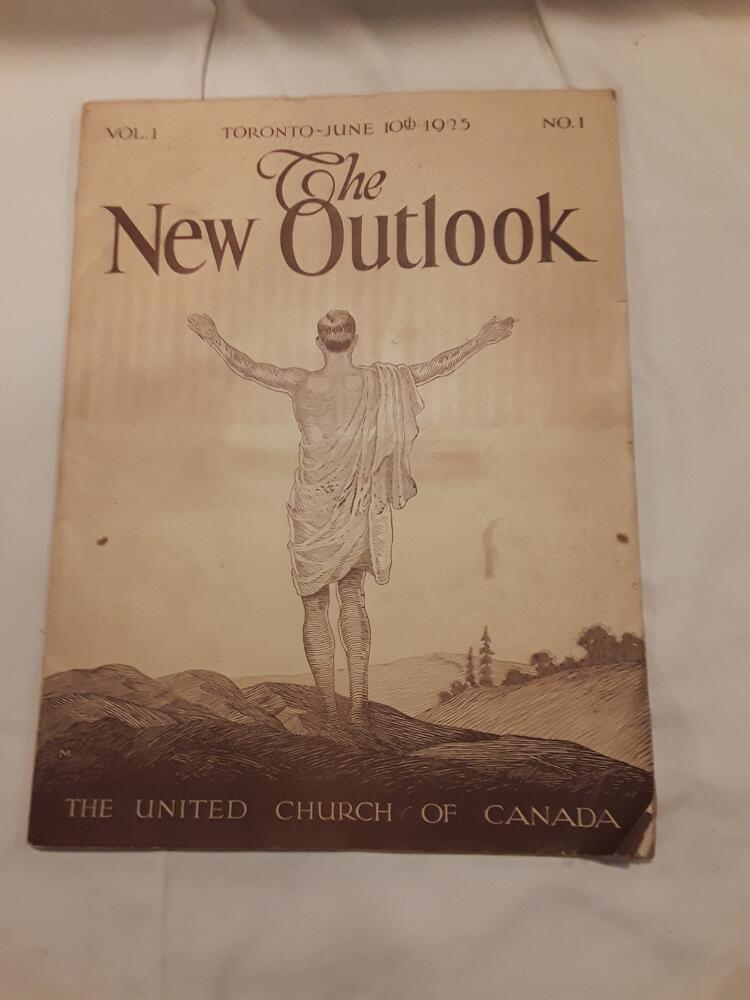 VOL. 1 TORONTO~JUNE 10th 1925 NO. 1
The
New Outlook
M
THE UNITED CHURCH OF CANADA